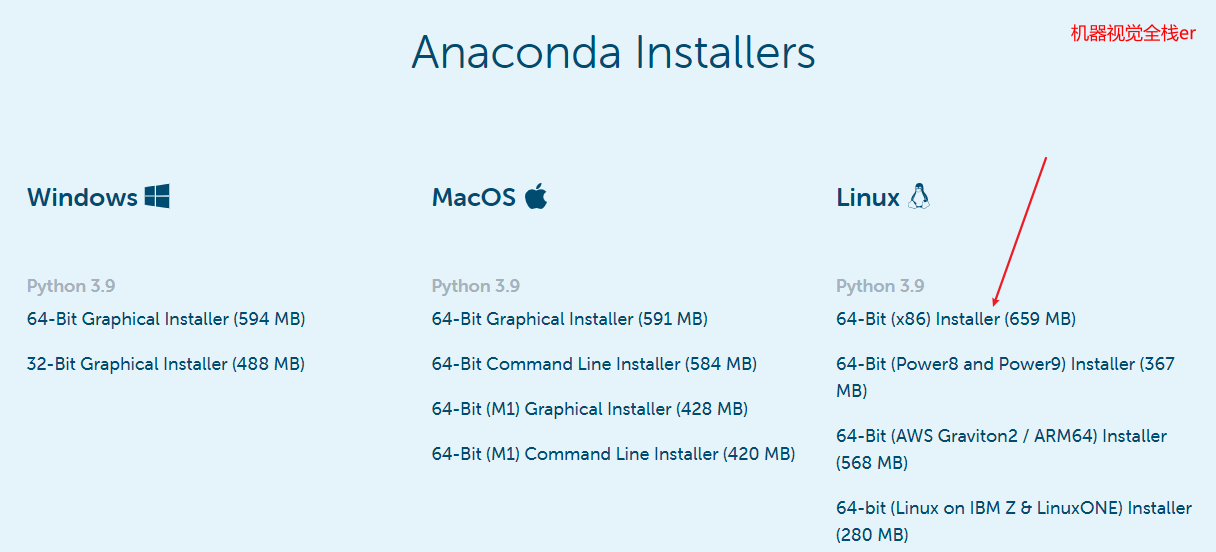 机器视觉全栈er
Anaconda Installers
Windows
Python 3.9
64-Bit Graphical Installer (594 MB)
32-Bit Graphical Installer (488 MB)
MacOS
Python 3.9
64-Bit Graphical Installer (591 MB)
64-Bit Command Line Installer (584 MB)
64-Bit (M1) Graphical Installer (428 MB)
64-Bit (M1) Command Line Installer (420 MB)
Linux
Python 3.9
64-Bit (x86) Installer (659 MB)
64-Bit (Power8 and Power9) Installer (367
MB)
64-Bit (AWS Graviton2 / ARM64) Installer
(568 MB)
64-bit (Linux on IBM Z & LinuxONE) Installer
(280 MB)